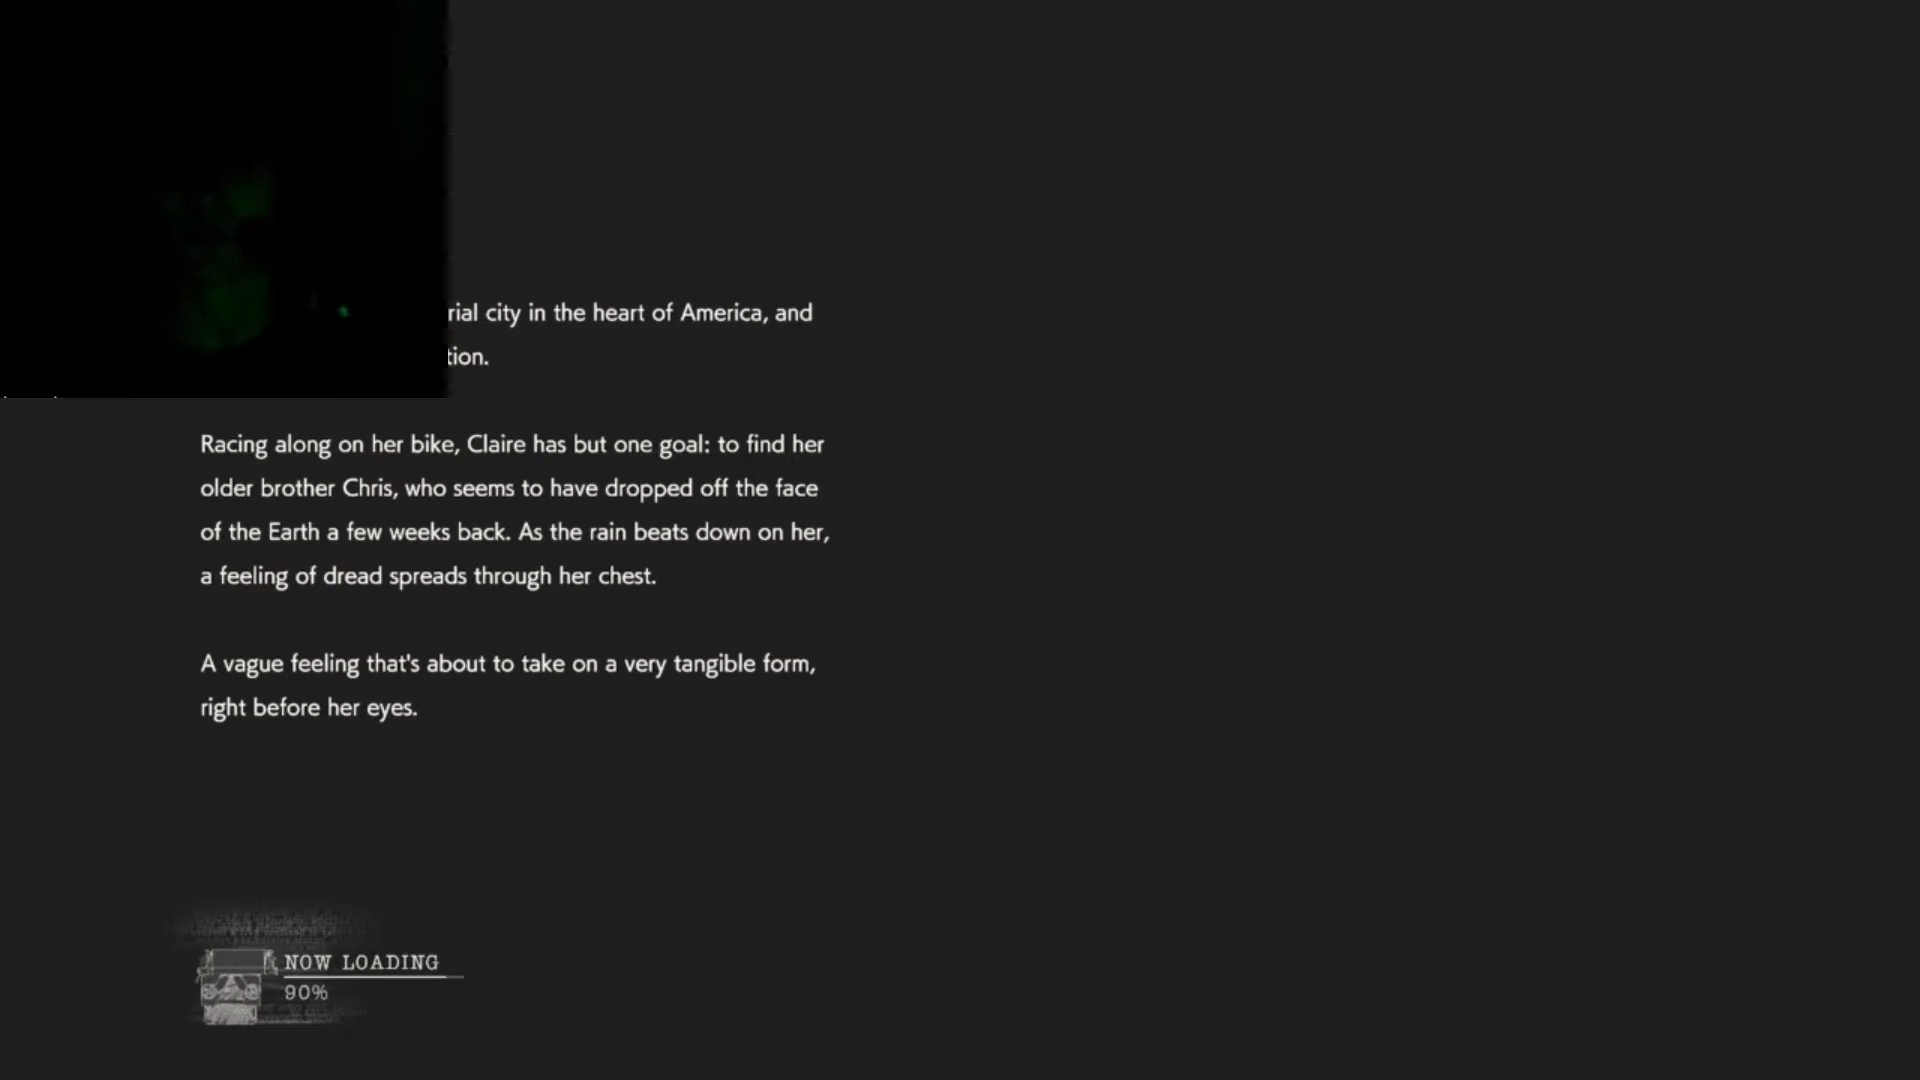 city in the heart of America, and
Racing along on her bike, Claire has but one goal: to find her
older brother Chris, who seems to have dropped off the face
of the Earth a few weeks back. As the rain beats down on her,
a feeling of dread spreads through her chest.
A vague feeling that's about to take on a very tangible form,
right before her eyes.
NOW LOADING
90%